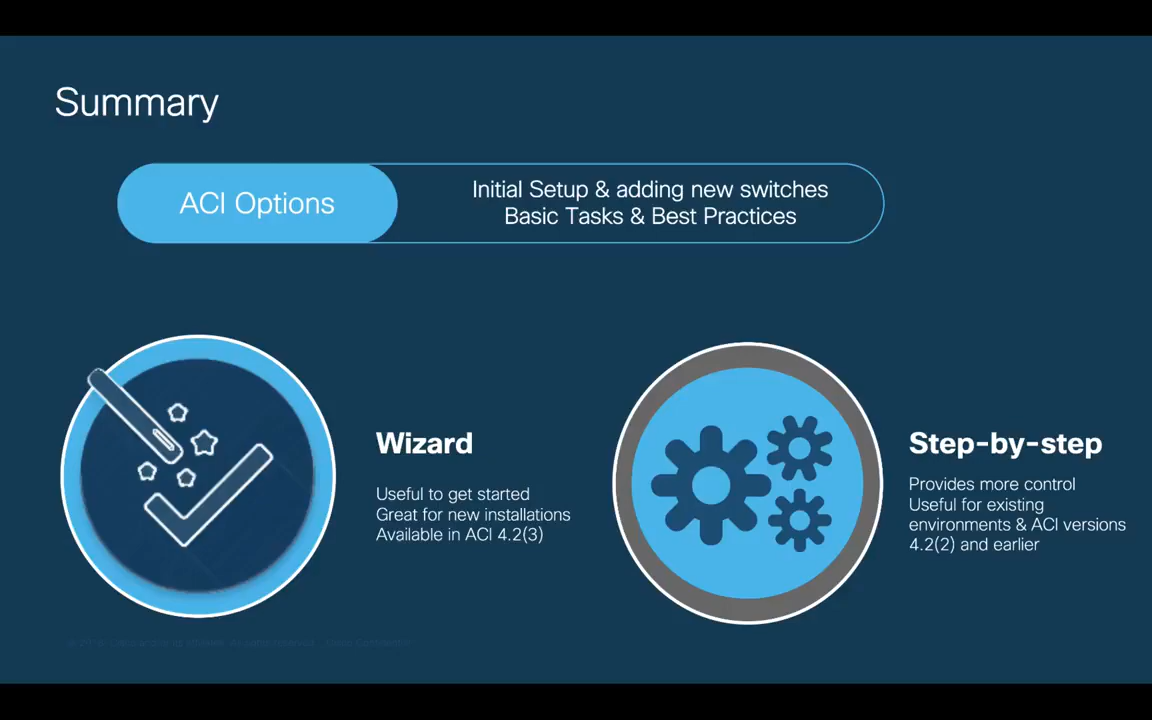 Summary
ACI Options
Initial Setup & adding new switches
Basic Tasks & Best Practices
Wizard
Useful to get started
Great for new installations
Available in ACI 4.2(3)
Step-by-step
Provides more control
Useful for existing
environments & ACI versions
4.2(2) and earlier